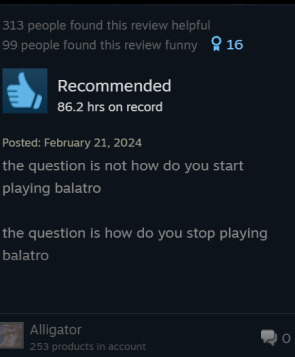 313 people found this review helpful
99 people found this review funny 16
Recommended
86.2 hrs on record
Posted: February 21, 2024
the question is not how do you start
playing balatro
the question is how do you stop playing
balatro
Alligator 0
253 products in account